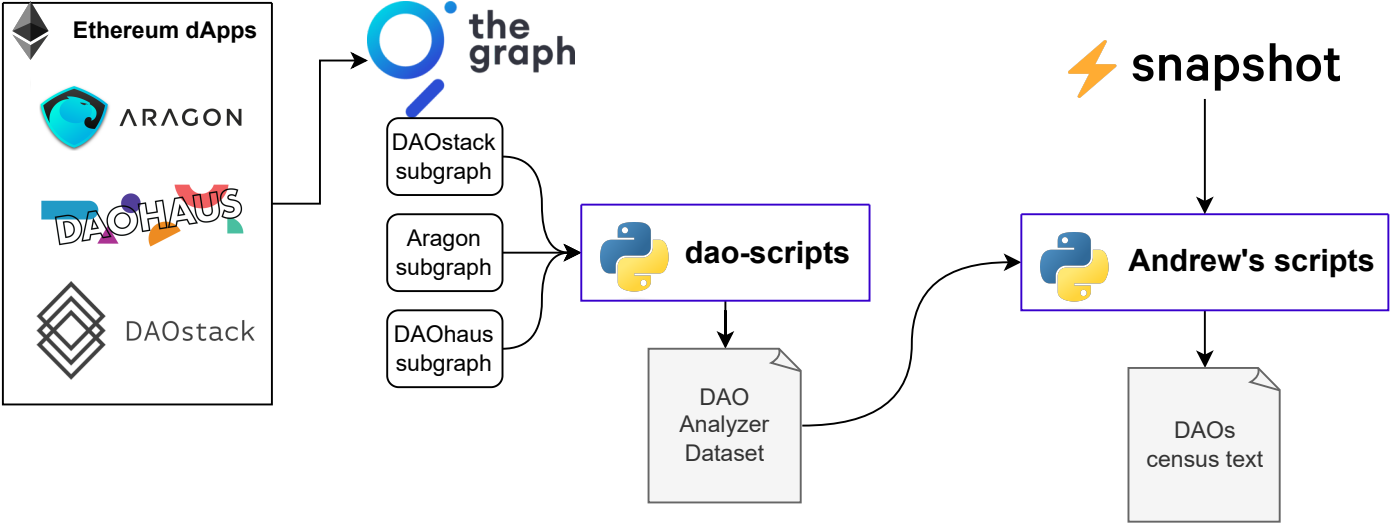 Ethereum dApps
ARAGON
DAOHAUS
DAOstack
the
graph
DAOstack
subgraph
Aragon
subgraph
DAOhaus
subgraph
dao-scripts
DAO
Analyzer
Dataset
snapshot
Andrew's scripts
DAOs
census text